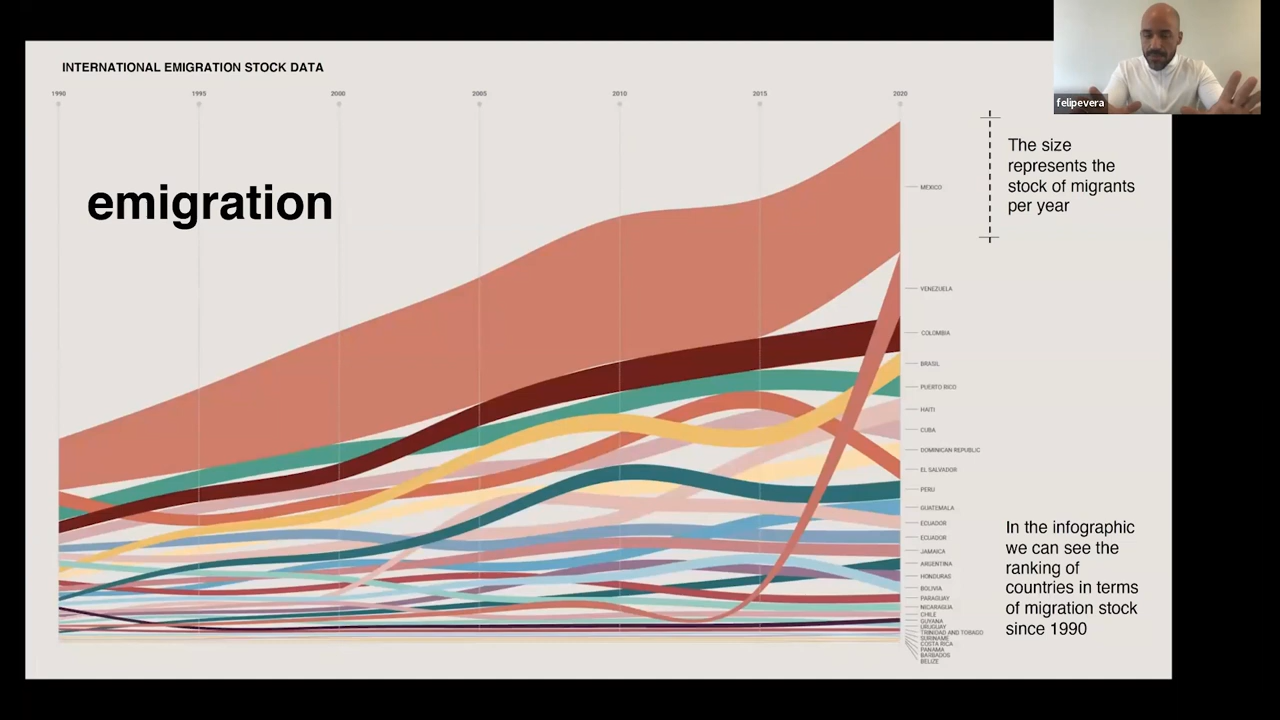 INTERNATIONAL EMIGRATION STOCK DATA
1990
1995
2000
2005
2010
2015
2020
felipevera
emigration
The size
represents the
stock of migrants
per year
MEXICO
VENEZUELA
COLOMBIA
BRASIL
PUERTO RICO
HAITI
CUBA
DOMINICAN REPUBLIC
EL SALVADOR
PERU
GUATEMALA
ECUADOR
ECUADOR
JAMAICA
ARGENTINA
HONDURAS
BOLIVIA
PARAGUAY
NICARAGUA
CHILE
GUYANA
URUGUAY
TRINIDAD AND TOBAGO
SURINAME
COSTA RICA
PANAMA
BARBADOS
BELIZE
In the infographic
we can see the
ranking of
countries in terms
of migration stock
since 1990